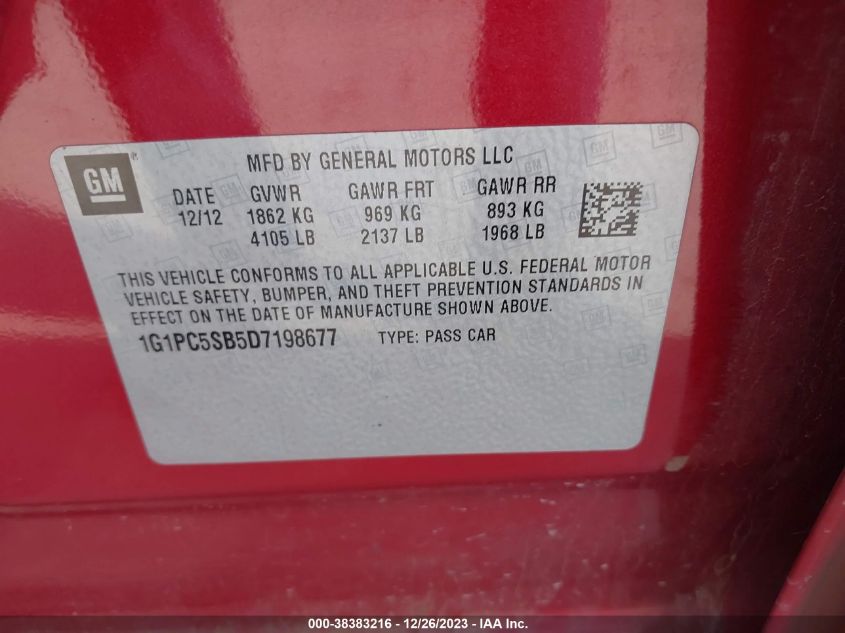 GM
MFD BY GENERAL MOTORS LLC
DATE GVWR GAWR FRT GAWR RR
12/12 1862 KG 969 KG 893 KG
4105 LB 2137 LB 1968 LB
THIS VEHICLE CONFORMS TO ALL APPLICABLE U.S. FEDERAL MOTOR
VEHICLE SAFETY, BUMPER, AND THEFT PREVENTION STANDARDS IN
EFFECT ON THE DATE OF MANUFACTURE SHOWN ABOVE.
1G1PC5SB5D7198677 TYPE: PASS CAR
000-38383216 - 12/26/2023 - IAA Inc.